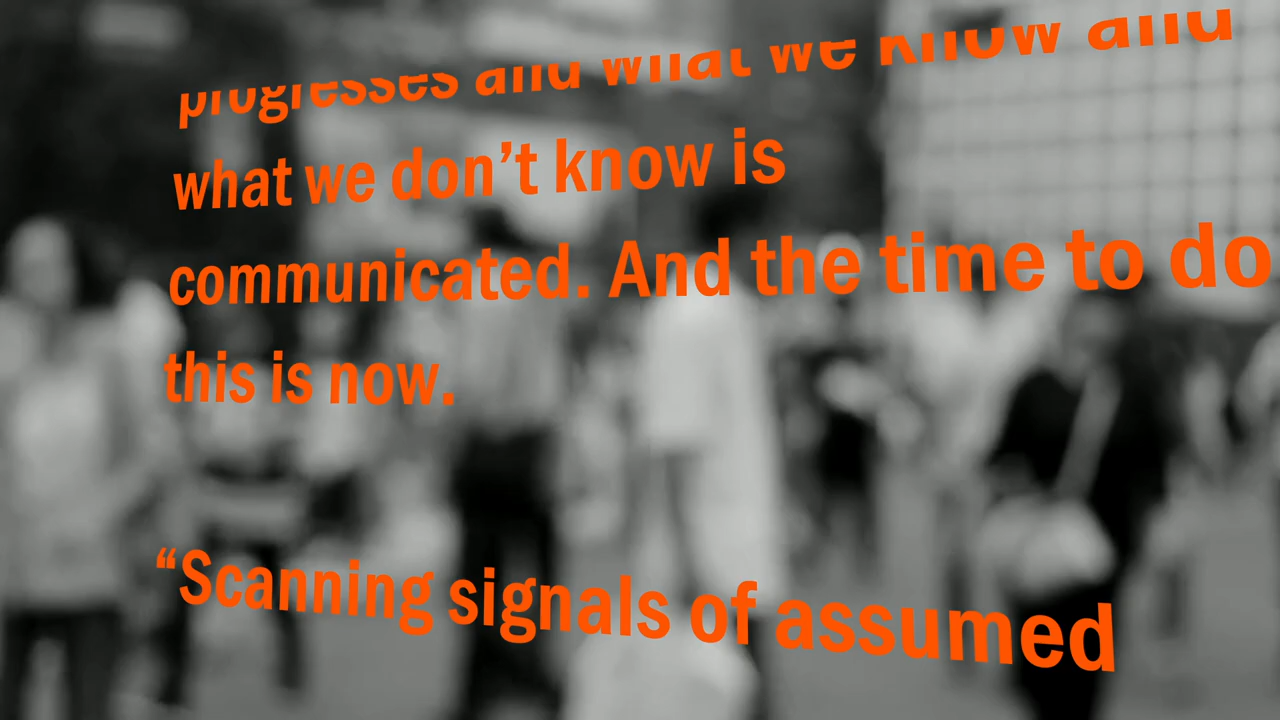 progresses and what we know and
what we don’t know is
communicated. And the time to do
this is now.
“Scanning signals of assumed